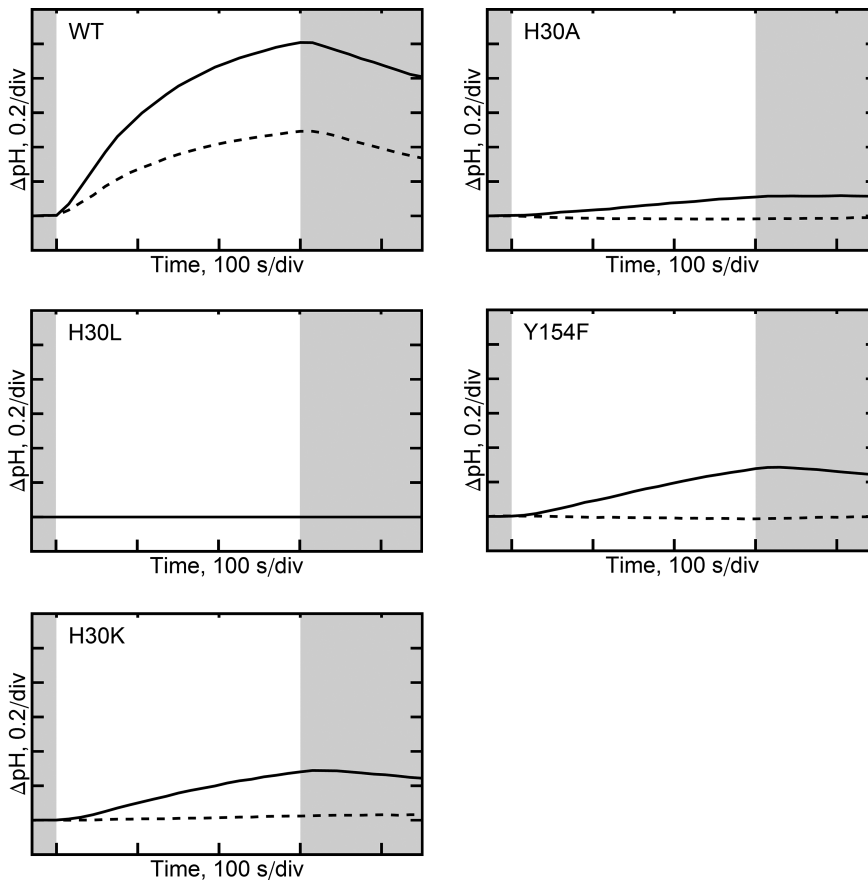 WT
ΔpH, 0.2/div
Time, 100 s/div
H30A
ΔpH, 0.2/div
Time, 100 s/div
H30L
ΔpH, 0.2/div
Time, 100 s/div
Y154F
ΔpH, 0.2/div
Time, 100 s/div
H30K
ΔpH, 0.2/div
Time, 100 s/div